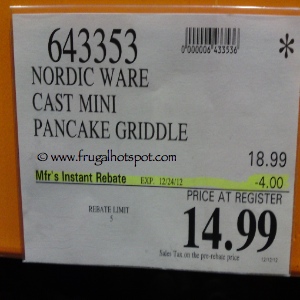 643353
0000006433536
*
NORDIC WARE
CAST MINI
PANCAKE GRIDDLE
© www.frugalhotspot.com
18.99
Mfr's Instant Rebate EXP. 12/24/12 -4.00
PRICE AT REGISTER
REBATE LIMIT
5
14.99
Sales Tax on the pre-rebate price